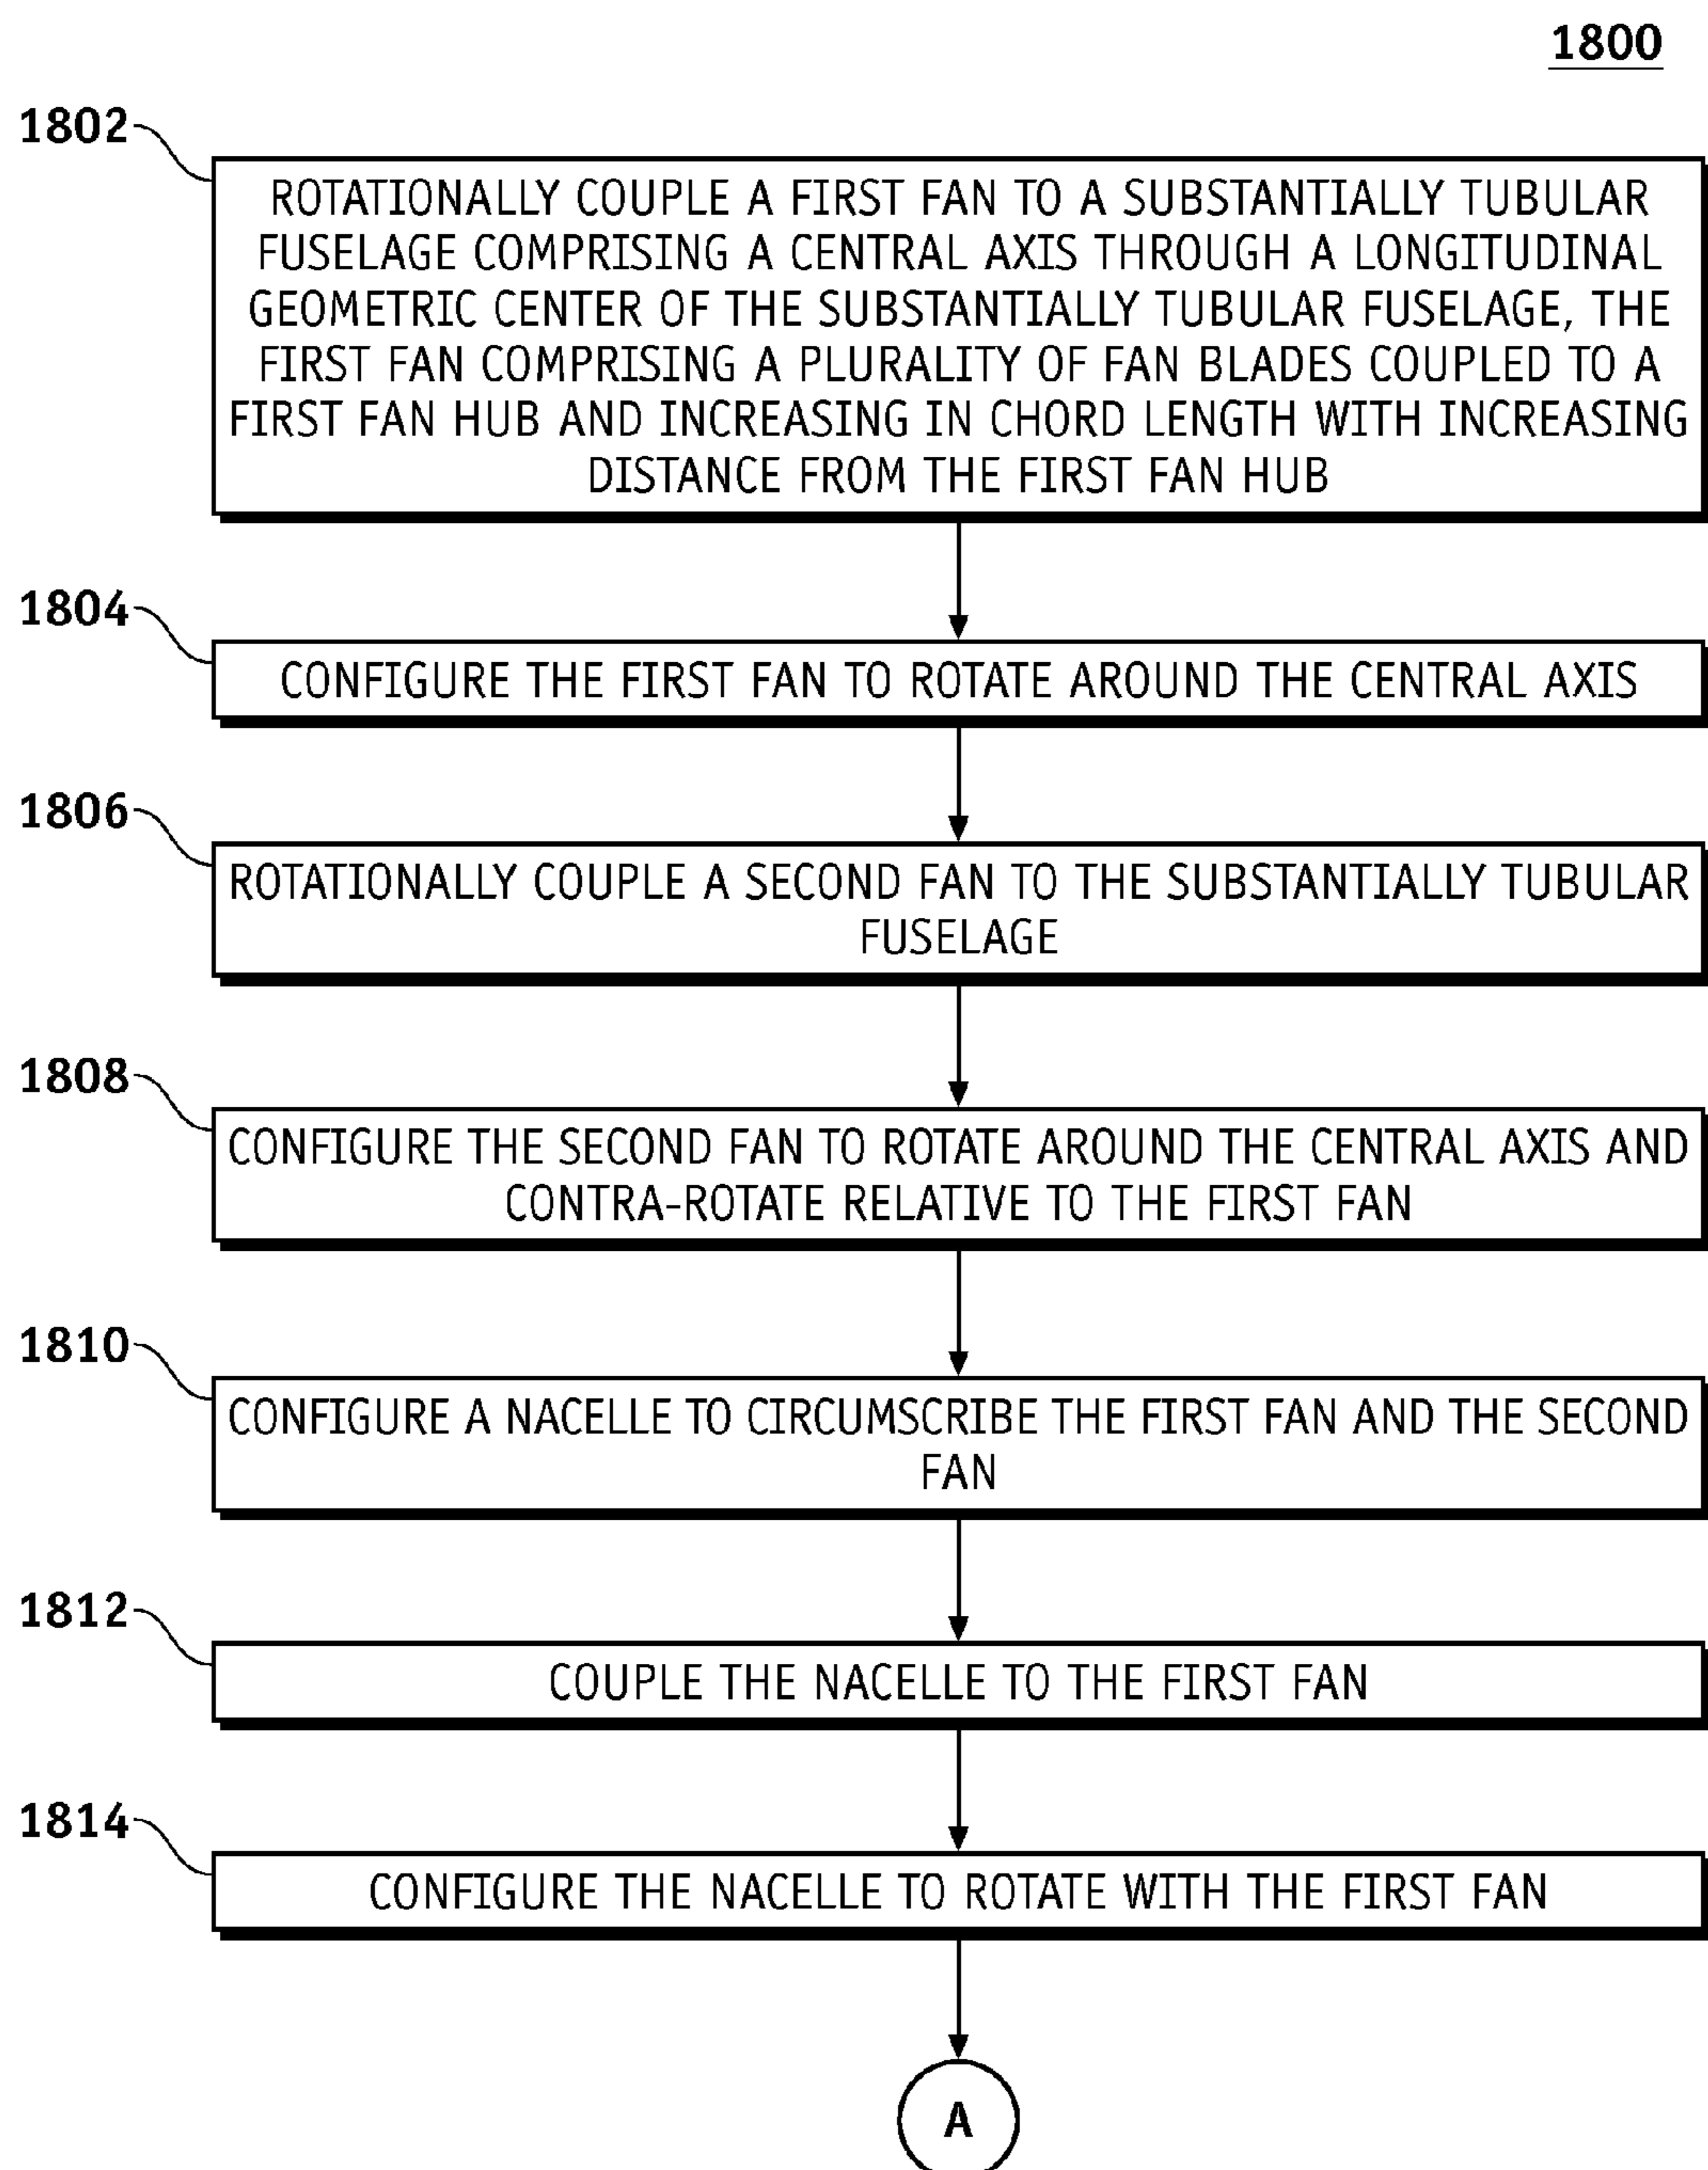 1800
1802
ROTATIONALLY COUPLE A FIRST FAN TO A SUBSTANTIALLY TUBULAR
FUSELAGE COMPRISING A CENTRAL AXIS THROUGH A LONGITUDINAL
GEOMETRIC CENTER OF THE SUBSTANTIALLY TUBULAR FUSELAGE, THE
FIRST FAN COMPRISING A PLURALITY OF FAN BLADES COUPLED TO A
FIRST FAN HUB AND INCREASING IN CHORD LENGTH WITH INCREASING
DISTANCE FROM THE FIRST FAN HUB
1804
CONFIGURE THE FIRST FAN TO ROTATE AROUND THE CENTRAL AXIS
1806
ROTATIONALLY COUPLE A SECOND FAN TO THE SUBSTANTIALLY TUBULAR
FUSELAGE
1808
CONFIGURE THE SECOND FAN TO ROTATE AROUND THE CENTRAL AXIS AND
CONTRA-ROTATE RELATIVE TO THE FIRST FAN
1810
CONFIGURE A NACELLE TO CIRCUMSCRIBE THE FIRST FAN AND THE SECOND
FAN
1812
COUPLE THE NACELLE TO THE FIRST FAN
1814
CONFIGURE THE NACELLE TO ROTATE WITH THE FIRST FAN
A